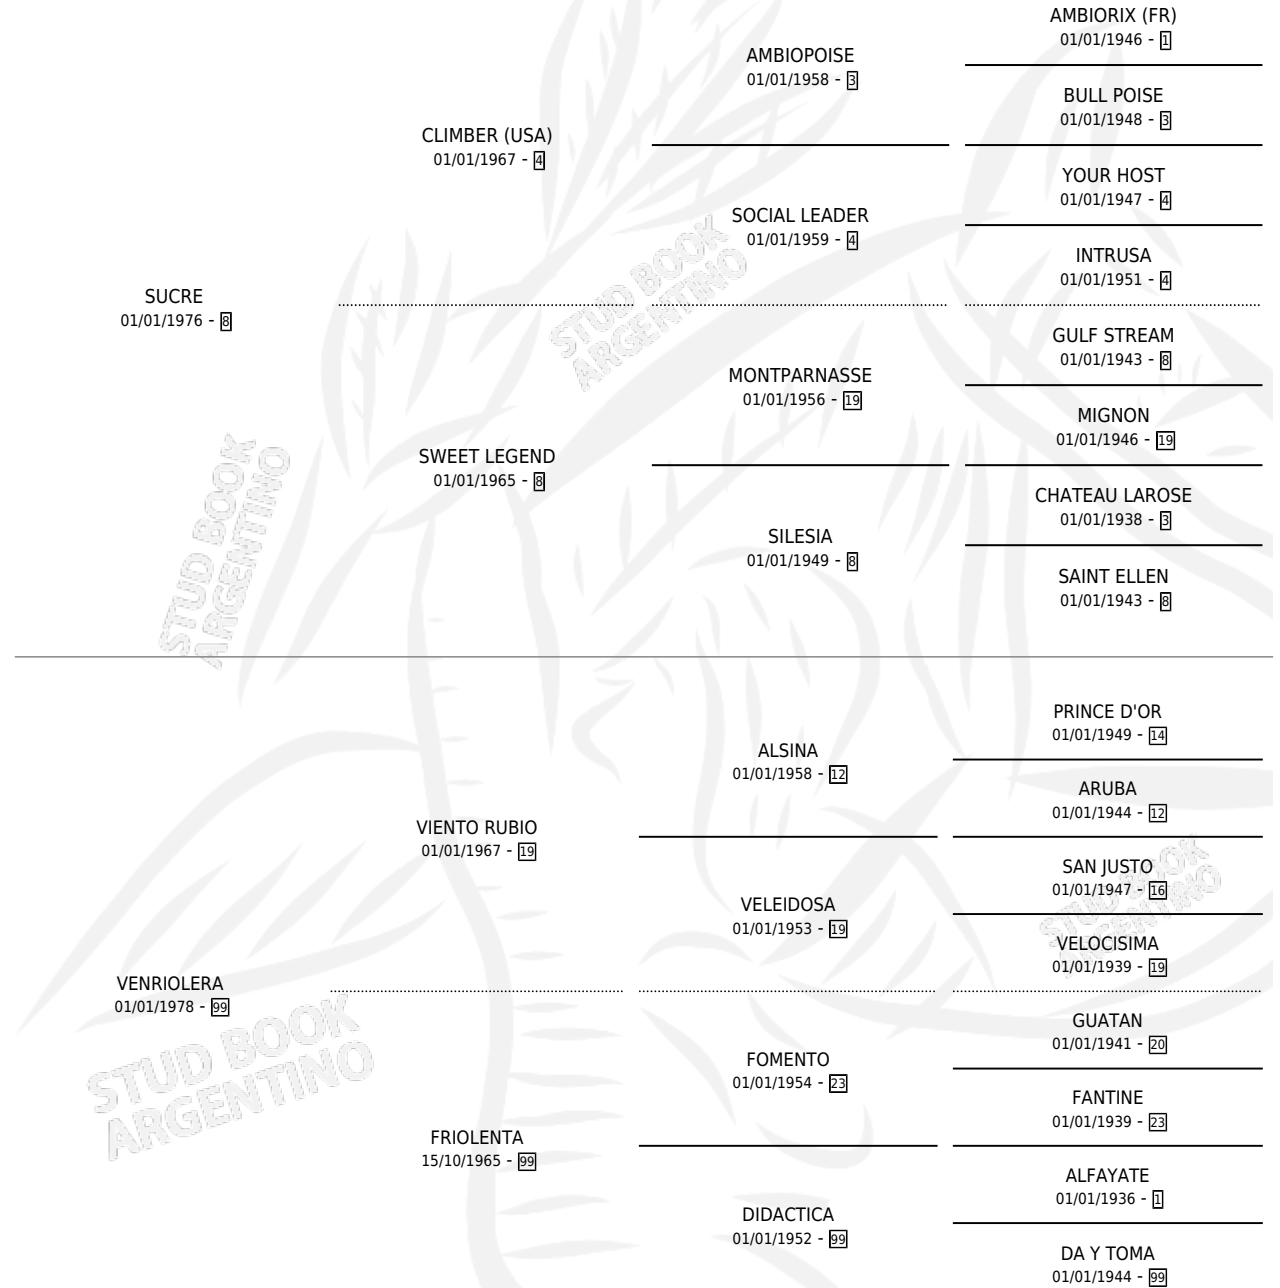 AMBIORIX (FR)
01/01/1946 - 1
AMBIOPOISE
01/01/1958 - 3
BULL POISE
01/01/1948 - 3
CLIMBER (USA)
01/01/1967 - 4
YOUR HOST
01/01/1947 - 4
SOCIAL LEADER
01/01/1959 - 4
INTRUSA
01/01/1951 - 4
SUCRE
01/01/1976 - 8
GULF STREAM
01/01/1943 - 8
MONTPARNASSE
01/01/1956 - 19
MIGNON
01/01/1946 - 19
SWEET LEGEND
01/01/1965 - 8
CHATEAU LAROSE
01/01/1938 - 3
SILESIA
01/01/1949 - 8
SAINT ELLEN
01/01/1943 - 8
STUD BOOK
ARGENTINO
STUD BOOK
ARGENTINO
PRINCE D'OR
01/01/1949 - 14
ALSINA
01/01/1958 - 12
ARUBA
01/01/1944 - 12
VIENTO RUBIO
01/01/1967 - 19
SAN JUSTO
01/01/1947 - 16
VELEIDOSA
01/01/1953 - 19
VELOCISIMA
01/01/1939 - 19
VENRIOLERA
01/01/1978 - 99
GUATAN
01/01/1941 - 20
FOMENTO
01/01/1954 - 23
FANTINE
01/01/1939 - 23
FRIOLENTA
15/10/1965 - 99
ALFAYATE
01/01/1936 - 1
DIDACTICA
01/01/1952 - 99
DA Y TOMA
01/01/1944 - 99
STUD BOOK
ARGENTINO
STUD BOOK
ARGENTINO